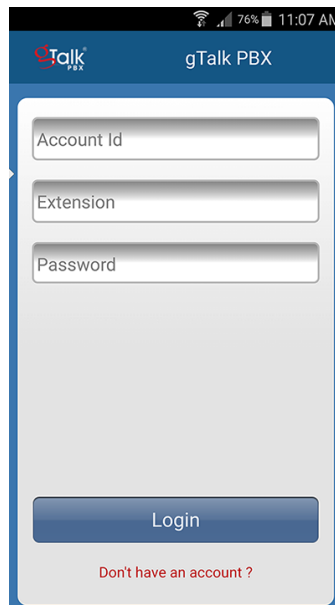 76% 11:07 AM
gTalk PBX
gTalk PBX
Account Id
Extension
Password
Login
Don't have an account ?